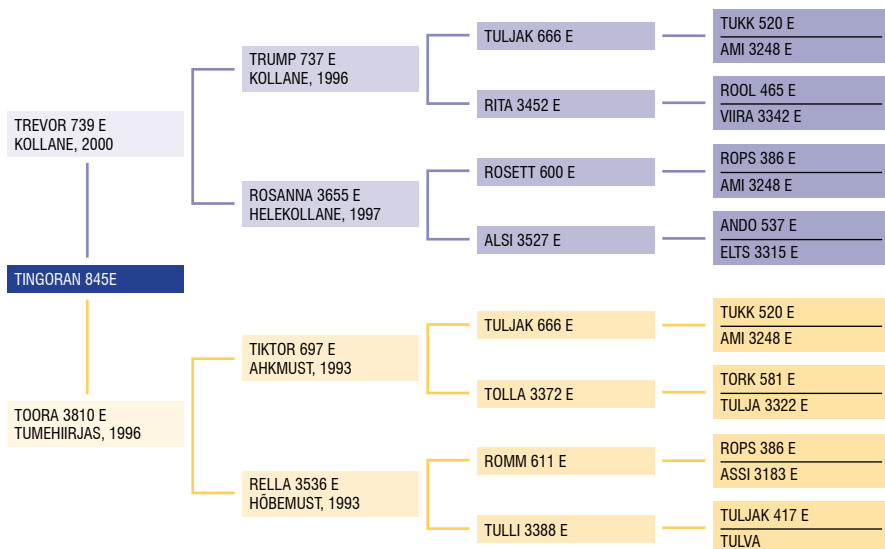 TREVOR 739 E
KOLLANE, 2000
TINGORAN 845E
TOORA 3810 E
TUMEHIIRJAS, 1996
TRUMP 737 E
KOLLANE, 1996
ROSANNA 3655 E
HELEKOLLANE, 1997
TIKTOR 697 E
AHKMUST, 1993
RELLA 3536 E
HÕBEMUST, 1993
TULJAK 666 E
RITA 3452 E
ROSETT 600 E
ALSI 3527 E
TULJAK 666 E
TOLLA 3372 E
ROMM 611 E
TULLI 3388 E
TUKK 520 E
AMI 3248 E
ROOL 465 E
VIIRA 3342 E
ROPS 386 E
AMI 3248 E
ANDO 537 E
ELTS 3315 E
TUKK 520 E
AMI 3248 E
TORK 581 E
TULJA 3322 E
ROPS 386 E
ASSI 3183 E
TULJAK 417 E
TULVA